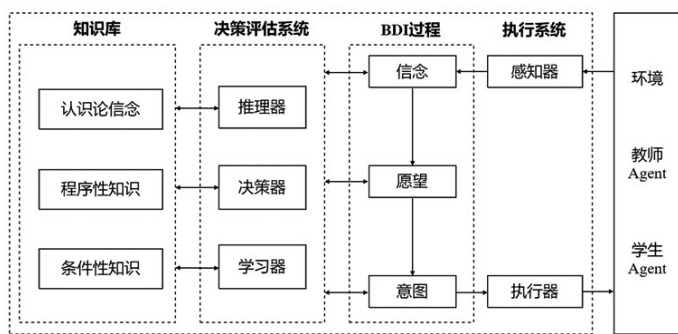 知识库
决策评估系统
BDI过程
执行系统
认识论信念
推理器
信念
感知器
环境
程序性知识
决策器
愿望
教师
Agent
条件性知识
学习器
意图
执行器
学生
Agent